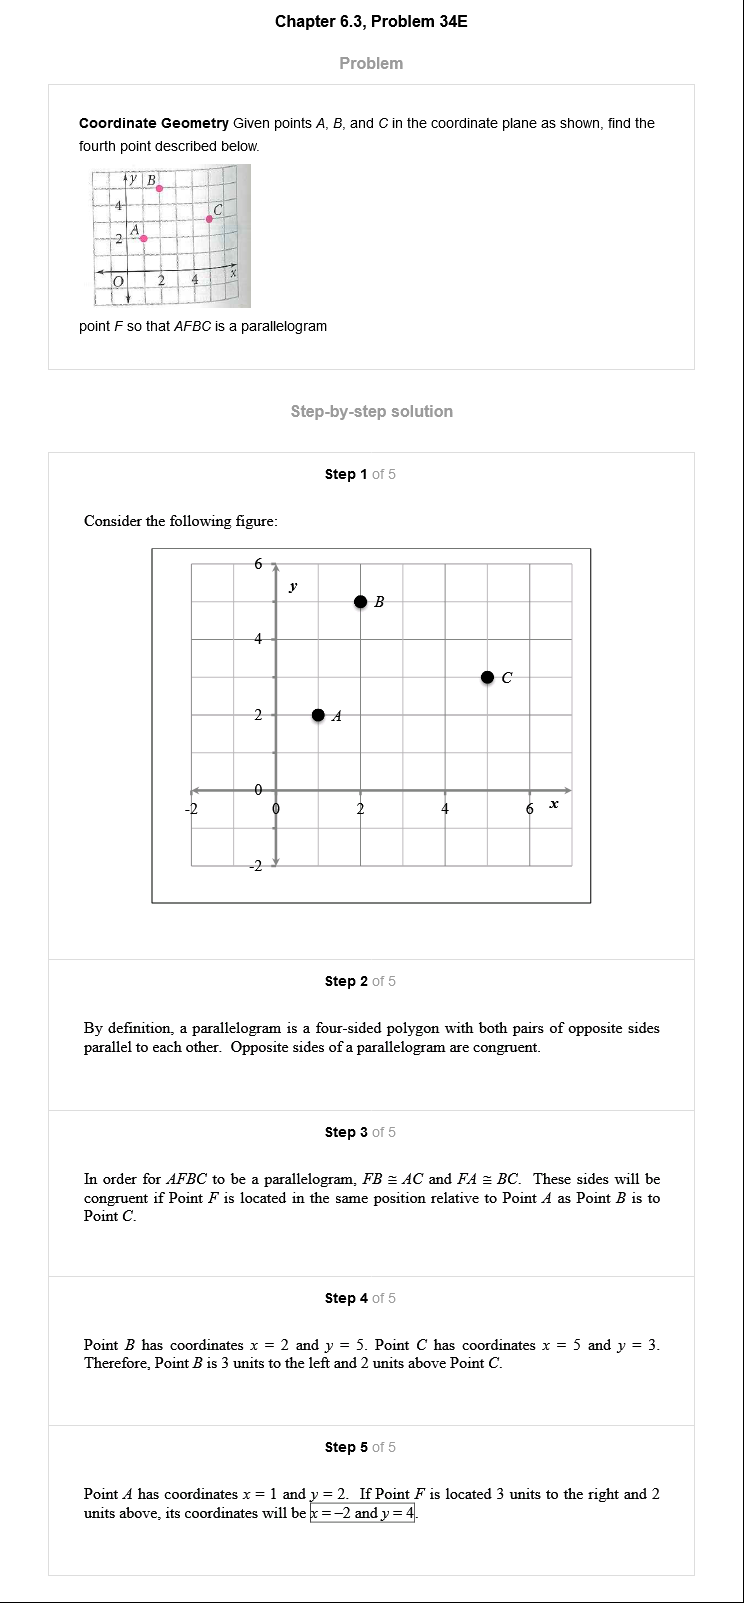 Chapter 6.3, Problem 34E
Problem
Coordinate Geometry Given points A, B, and C in the coordinate plane as shown, find the
fourth point described below.
y B
4 C
A
2
O 2 4 x
point F so that AFBC is a parallelogram
Step-by-step solution
Step 1 of 5
Consider the following figure:
6
y
B
4
C
2 A
0
-2 0 2 4 6 x
-2
Step 2 of 5
By definition, a parallelogram is a four-sided polygon with both pairs of opposite sides
parallel to each other. Opposite sides of a parallelogram are congruent.
Step 3 of 5
In order for AFBC to be a parallelogram, FB ≅ AC and FA ≅ BC. These sides will be
congruent if Point F is located in the same position relative to Point A as Point B is to
Point C.
Step 4 of 5
Point B has coordinates x = 2 and y = 5. Point C has coordinates x = 5 and y = 3.
Therefore, Point B is 3 units to the left and 2 units above Point C.
Step 5 of 5
Point A has coordinates x = 1 and y = 2. If Point F is located 3 units to the right and 2
units above, its coordinates will be x = –2 and y = 4.